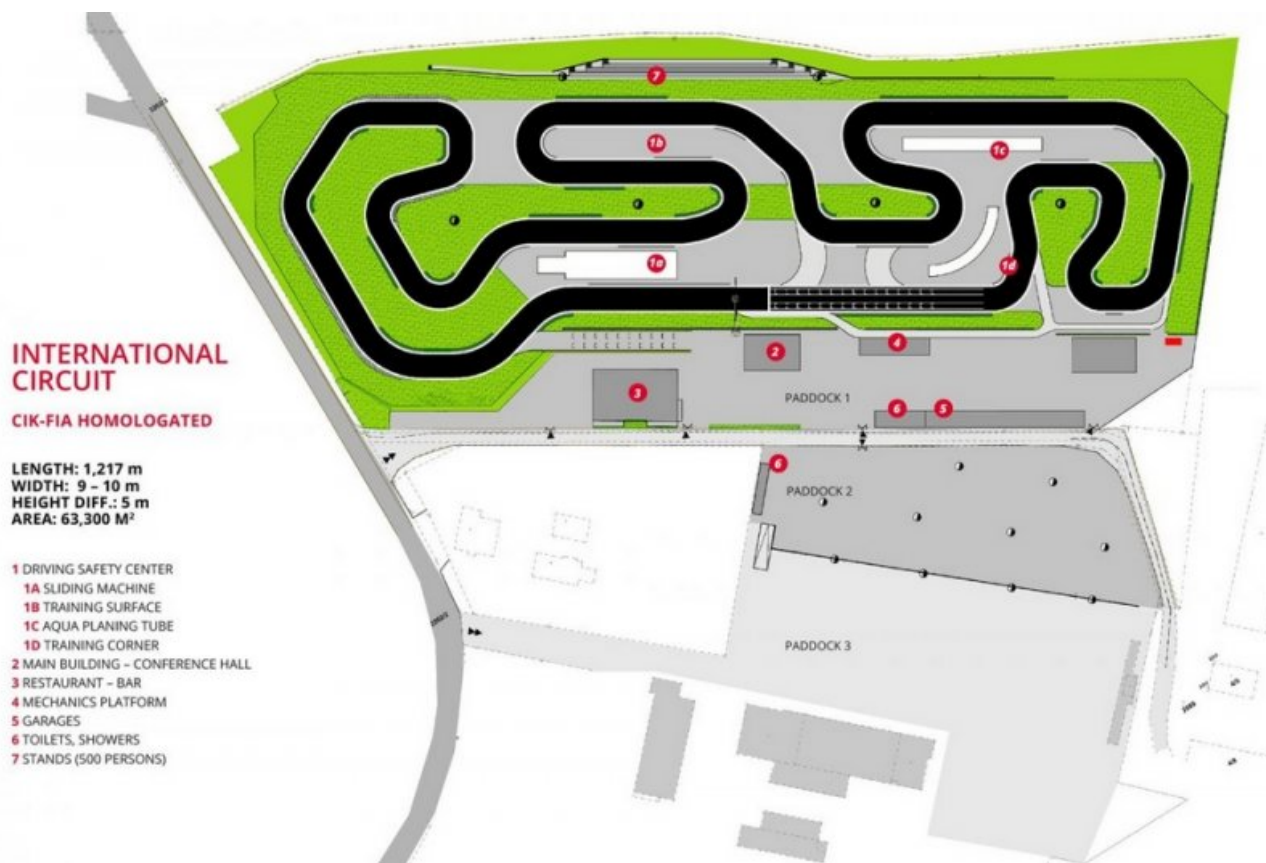 7
1b
1c
1a
1d
2
4
3
PADDOCK 1
6
5
6
PADDOCK 2
PADDOCK 3
INTERNATIONAL
CIRCUIT
CIK-FIA HOMOLOGATED
LENGTH: 1,217 m
WIDTH: 9 – 10 m
HEIGHT DIFF.: 5 m
AREA: 63,300 M²
1 DRIVING SAFETY CENTER
1A SLIDING MACHINE
1B TRAINING SURFACE
1C AQUA PLANING TUBE
1D TRAINING CORNER
2 MAIN BUILDING – CONFERENCE HALL
3 RESTAURANT – BAR
4 MECHANICS PLATFORM
5 GARAGES
6 TOILETS, SHOWERS
7 STANDS (500 PERSONS)